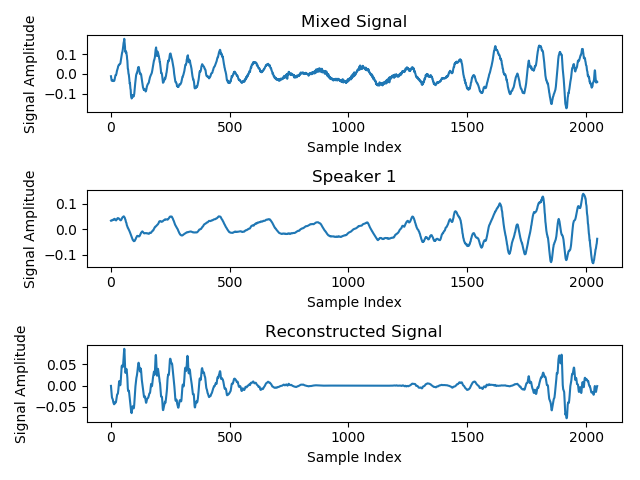 Mixed Signal
Signal Amplitude
0.1
0.0
−0.1
0 500 1000 1500 2000
Sample Index
Speaker 1
Signal Amplitude
0.1
0.0
−0.1
0 500 1000 1500 2000
Sample Index
Reconstructed Signal
Signal Amplitude
0.05
0.00
−0.05
0 500 1000 1500 2000
Sample Index